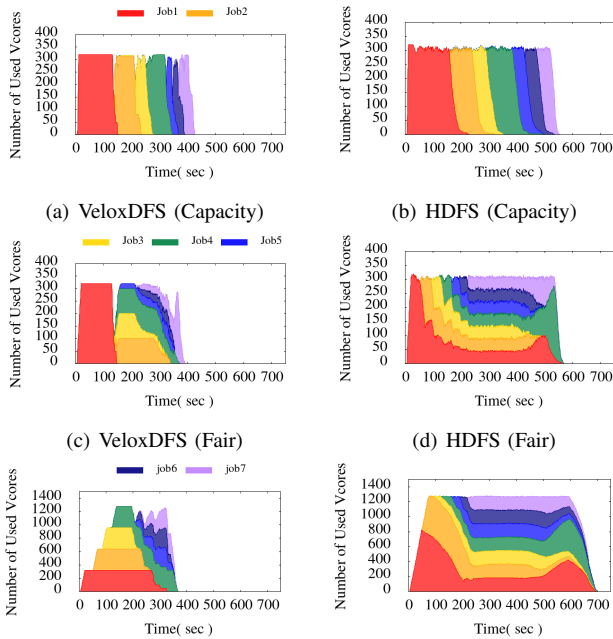 Job1 Job2
Number of Used Vcores
400
350
300
250
200
150
100
50
0
0 100 200 300 400 500 600 700
Time( sec )
(a) VeloxDFS (Capacity)
Number of Used Vcores
400
350
300
250
200
150
100
50
0
0 100 200 300 400 500 600 700
Time( sec )
(b) HDFS (Capacity)
Job3 Job4 Job5
Number of Used Vcores
400
350
300
250
200
150
100
50
0
0 100 200 300 400 500 600 700
Time( sec )
(c) VeloxDFS (Fair)
Number of Used Vcores
400
350
300
250
200
150
100
50
0
0 100 200 300 400 500 600 700
Time( sec )
(d) HDFS (Fair)
job6 job7
Number of Used Vcores
1400
1200
1000
800
600
400
200
0
0 100 200 300 400 500 600 700
Time( sec )
Number of Used Vcores
1400
1200
1000
800
600
400
200
0
0 100 200 300 400 500 600 700
Time( sec )